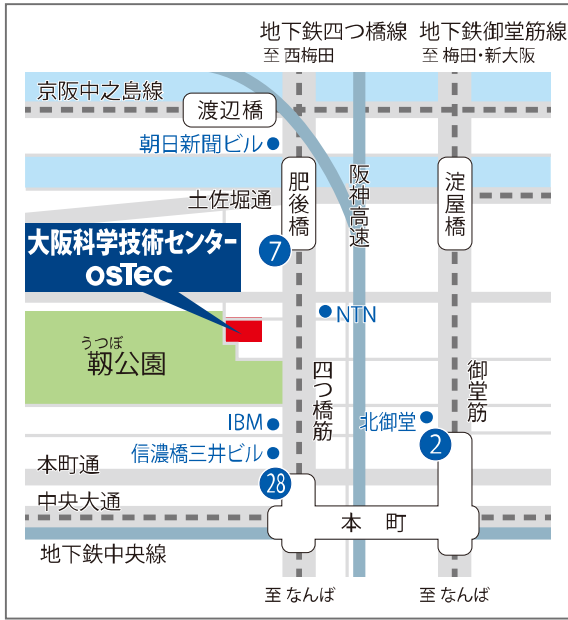 地下鉄四つ橋線
至 西梅田
地下鉄御堂筋線
至 梅田・新大阪
京阪中之島線
渡辺橋
朝日新聞ビル
肥後橋
阪神高速
淀屋橋
土佐堀通
大阪科学技術センター
OSTEC
7
NTN
うつぼ
靱公園
四つ橋筋
御堂筋
IBM
北御堂
2
信濃橋三井ビル
本町通
28
中央大通
本町
地下鉄中央線
至 なんば
至 なんば